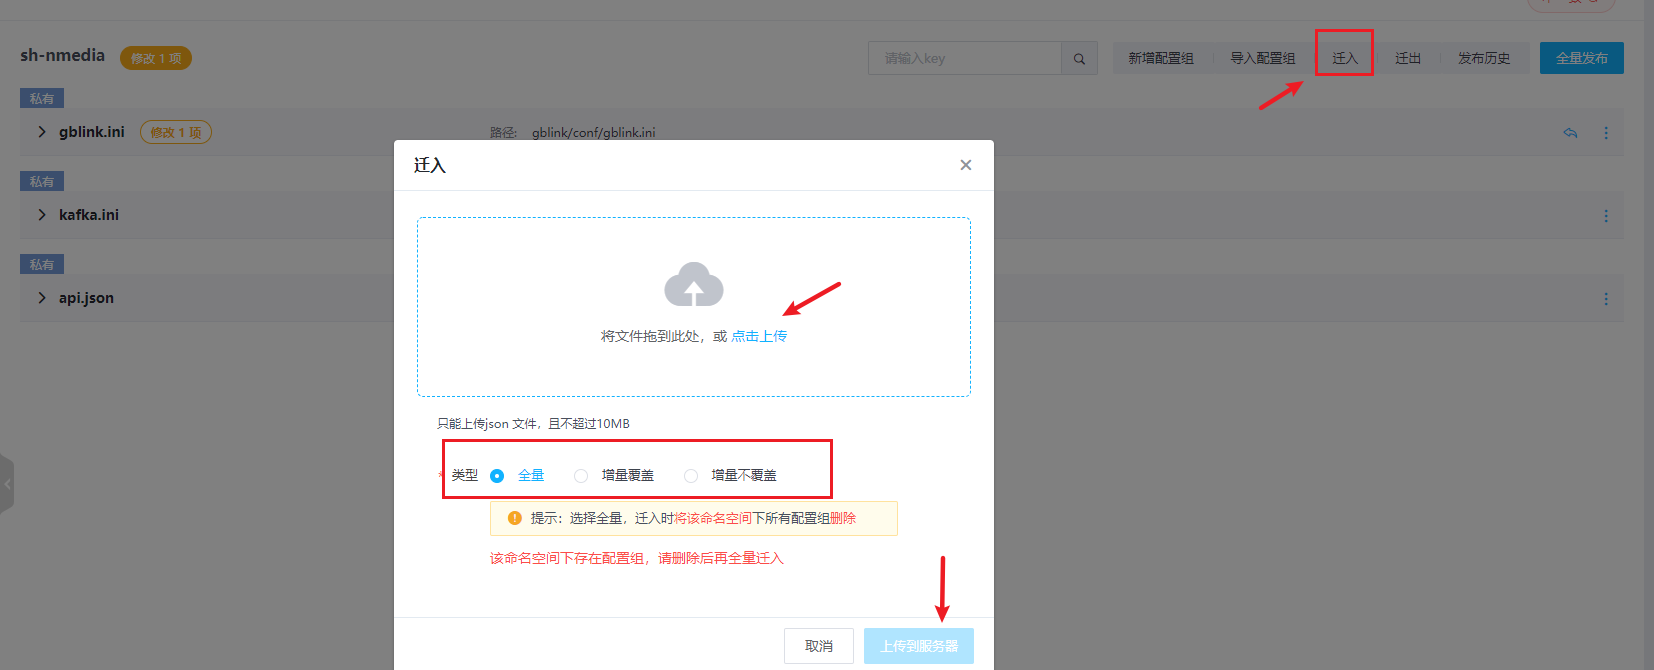 sh-nmedia 修改 1 项 请输入key 新增配置组 导入配置组 迁入 迁出 发布历史 全量发布
私有
gblink.ini 修改 1 项 路径: gblink/conf/gblink.ini
私有
kafka.ini
私有
api.json
迁入
将文件拖到此处，或 点击上传
只能上传json 文件，且不超过10MB
* 类型 全量 增量覆盖 增量不覆盖
提示：选择全量，迁入时将该命名空间下所有配置组删除
该命名空间下存在配置组，请删除后再全量迁入
取消 上传到服务器